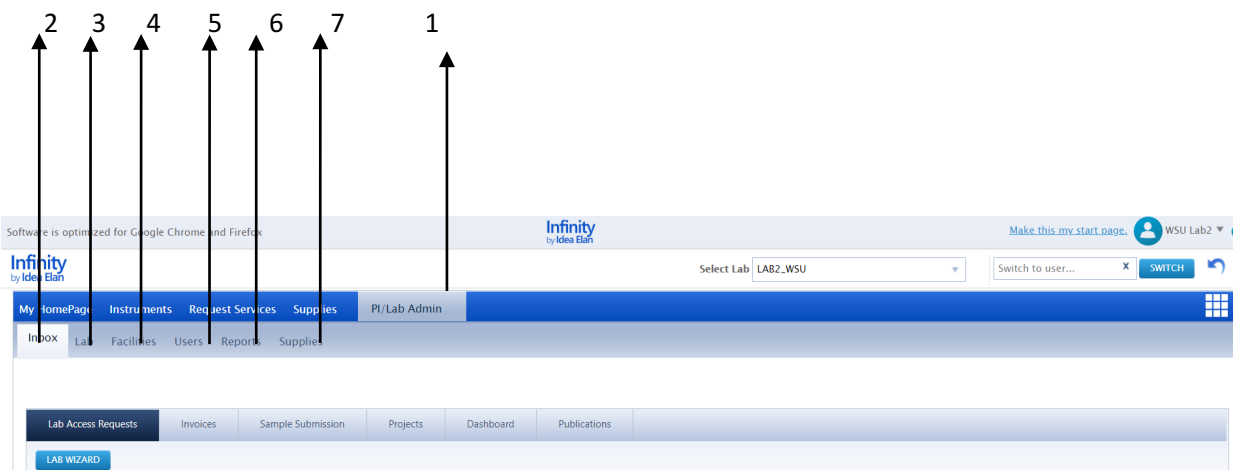 2 3 4 5 6 7 1
Software is optimized for Google Chrome and Firefox
Infinity
by Idea Elan
Make this my start page.
WSU Lab2
Infinity
by Idea Elan
Select Lab LAB2_WSU
Switch to user... x SWITCH
My HomePage Instruments Request Services Supplies PI/Lab Admin
Inbox Lab Facilities Users Reports Supplies
Lab Access Requests Invoices Sample Submission Projects Dashboard Publications
LAB WIZARD